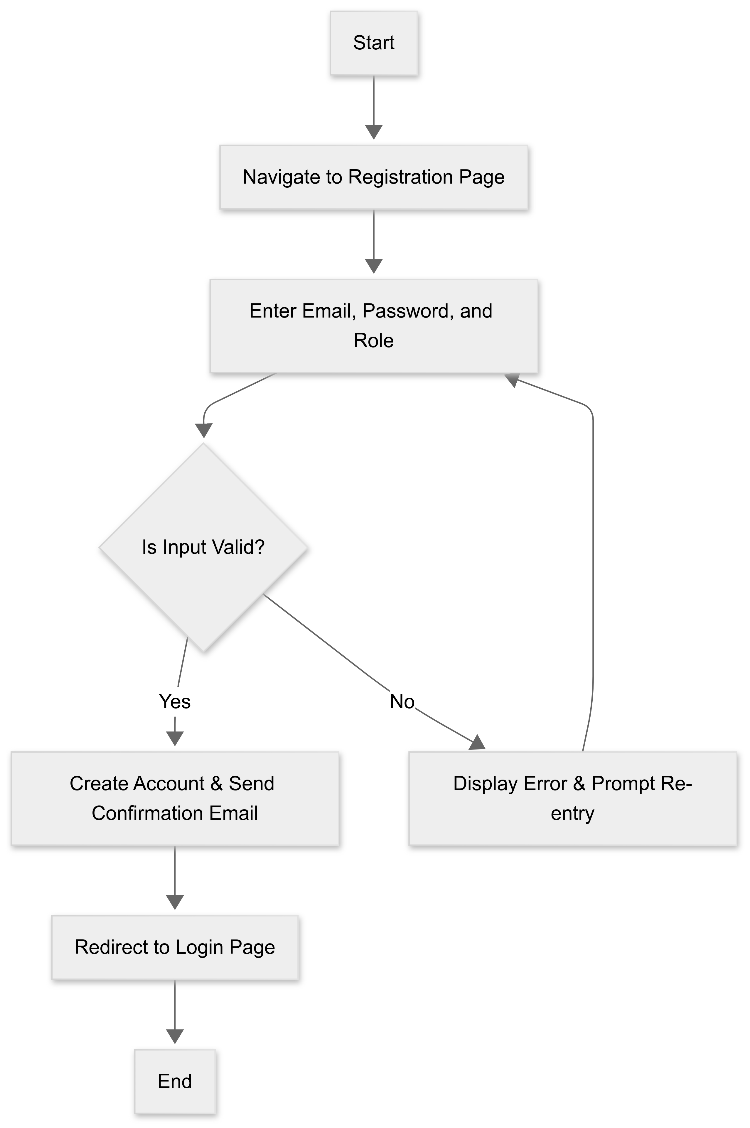 Start
Navigate to Registration Page
Enter Email, Password, and
Role
Is Input Valid?
Yes
No
Create Account & Send
Confirmation Email
Display Error & Prompt Re-
entry
Redirect to Login Page
End